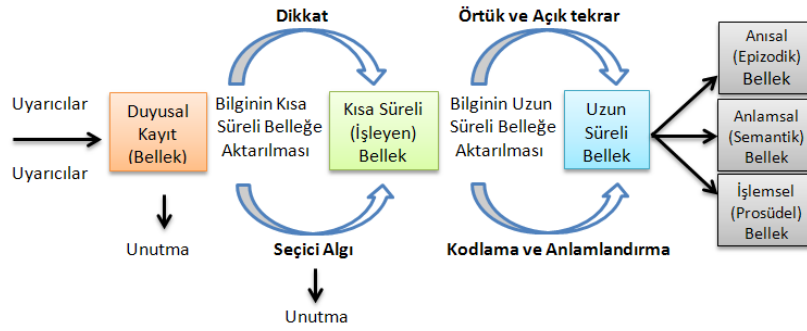 Dikkat
Örtük ve Açık tekrar
Uyarıcılar
Uyarıcılar
Duyusal
Kayıt
(Bellek)
Bilginin Kısa
Süreli Belleğe
Aktarılması
Kısa Süreli
(İşleyen)
Bellek
Bilginin Uzun
Süreli Belleğe
Aktarılması
Uzun
Süreli
Bellek
Anısal
(Epizodik)
Bellek
Anlamsal
(Semantik)
Bellek
İşlemsel
(Prosüdel)
Bellek
Unutma
Seçici Algı
Kodlama ve Anlamlandırma
Unutma